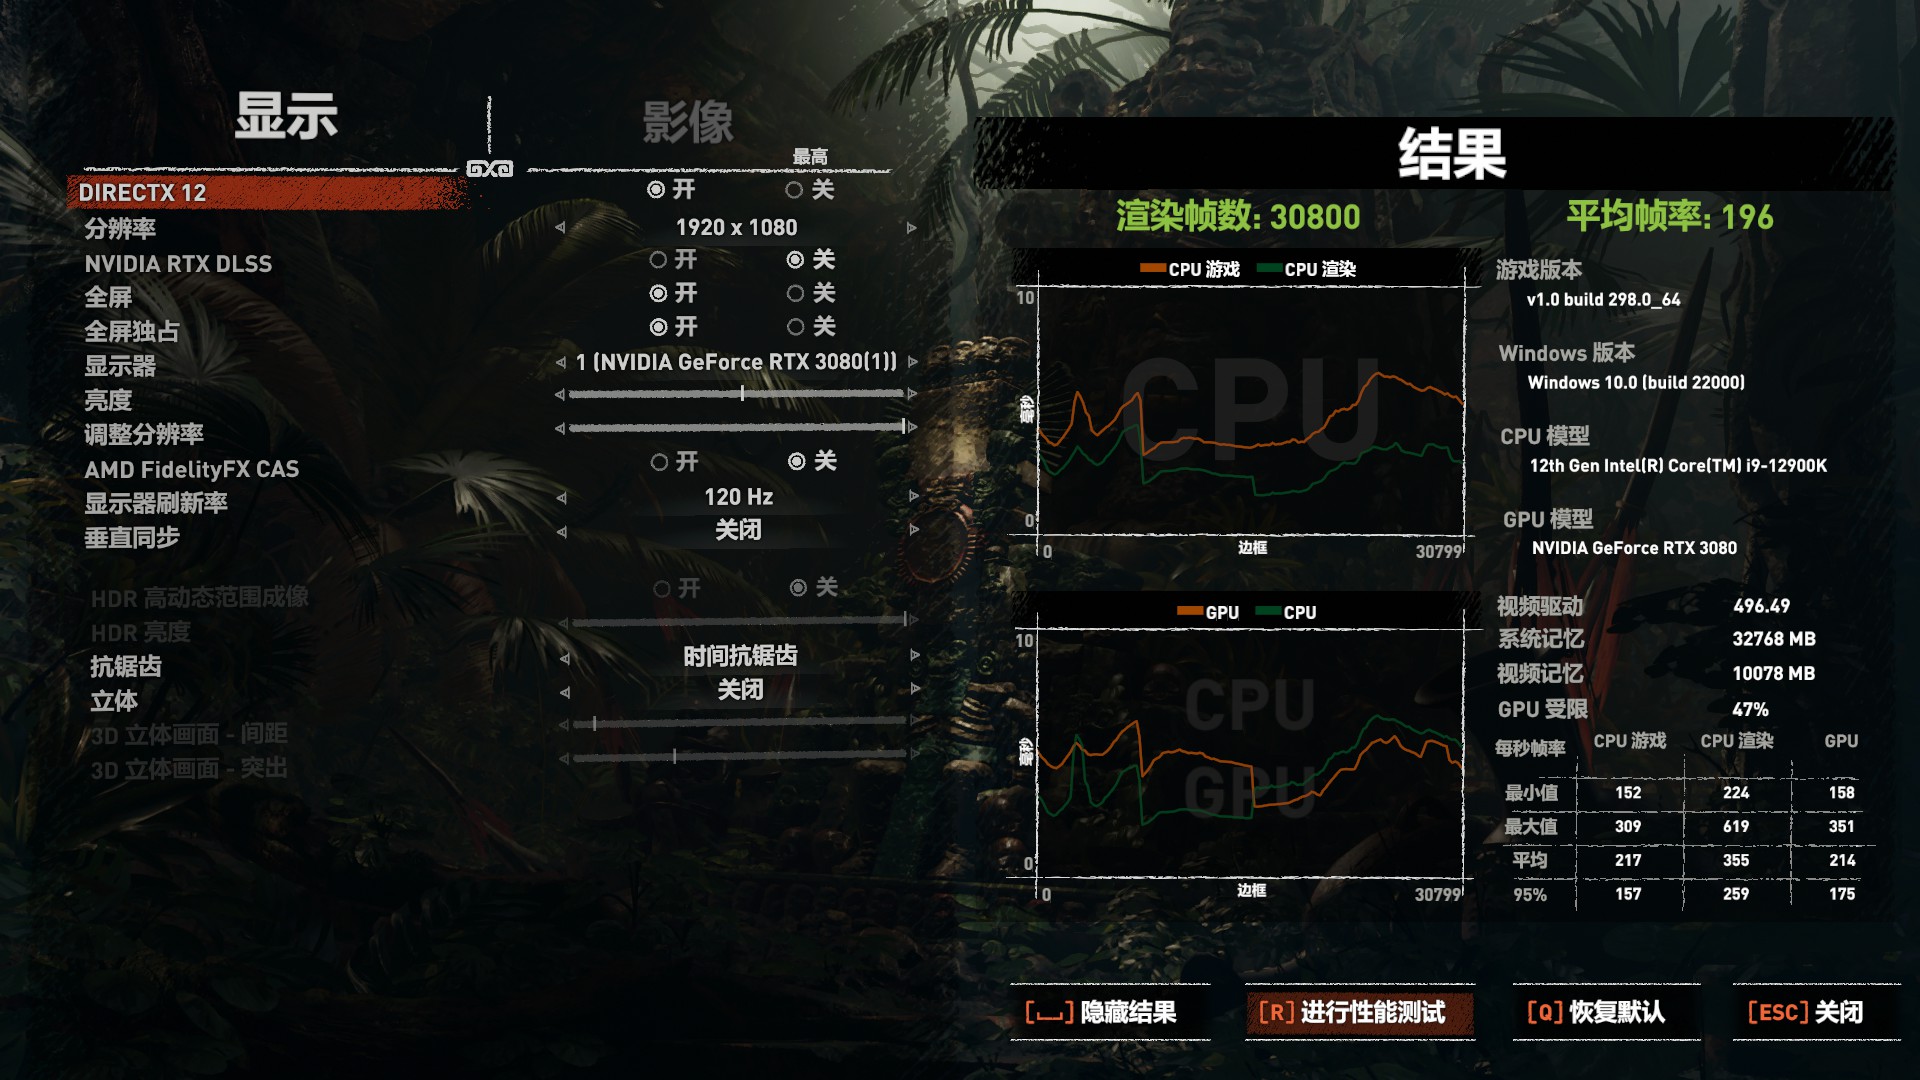 显示
影像
最高
DIRECTX 12
开 关
分辨率
1920 x 1080
NVIDIA RTX DLSS
开 关
全屏
开 关
全屏独占
开 关
显示器
1 (NVIDIA GeForce RTX 3080(1))
亮度
调整分辨率
AMD FidelityFX CAS
开 关
显示器刷新率
120 Hz
垂直同步
关闭
HDR 高动态范围成像
开 关
HDR 亮度
抗锯齿
时间抗锯齿
立体
关闭
3D 立体画面 - 间距
3D 立体画面 - 突出
结果
渲染帧数: 30800
平均帧率: 196
CPU 游戏 CPU 渲染
10
CPU
毫秒
0
0 边框 30799
GPU CPU
10
CPU
GPU
毫秒
0
0 边框 30799
游戏版本
v1.0 build 298.0_64
Windows 版本
Windows 10.0 (build 22000)
CPU 模型
12th Gen Intel(R) Core(TM) i9-12900K
GPU 模型
NVIDIA GeForce RTX 3080
视频驱动 496.49
系统记忆 32768 MB
视频记忆 10078 MB
GPU 受限 47%
每秒帧率 CPU 游戏 CPU 渲染 GPU
最小值 152 224 158
最大值 309 619 351
平均 217 355 214
95% 157 259 175
[⎵] 隐藏结果
[R] 进行性能测试
[Q] 恢复默认
[ESC] 关闭